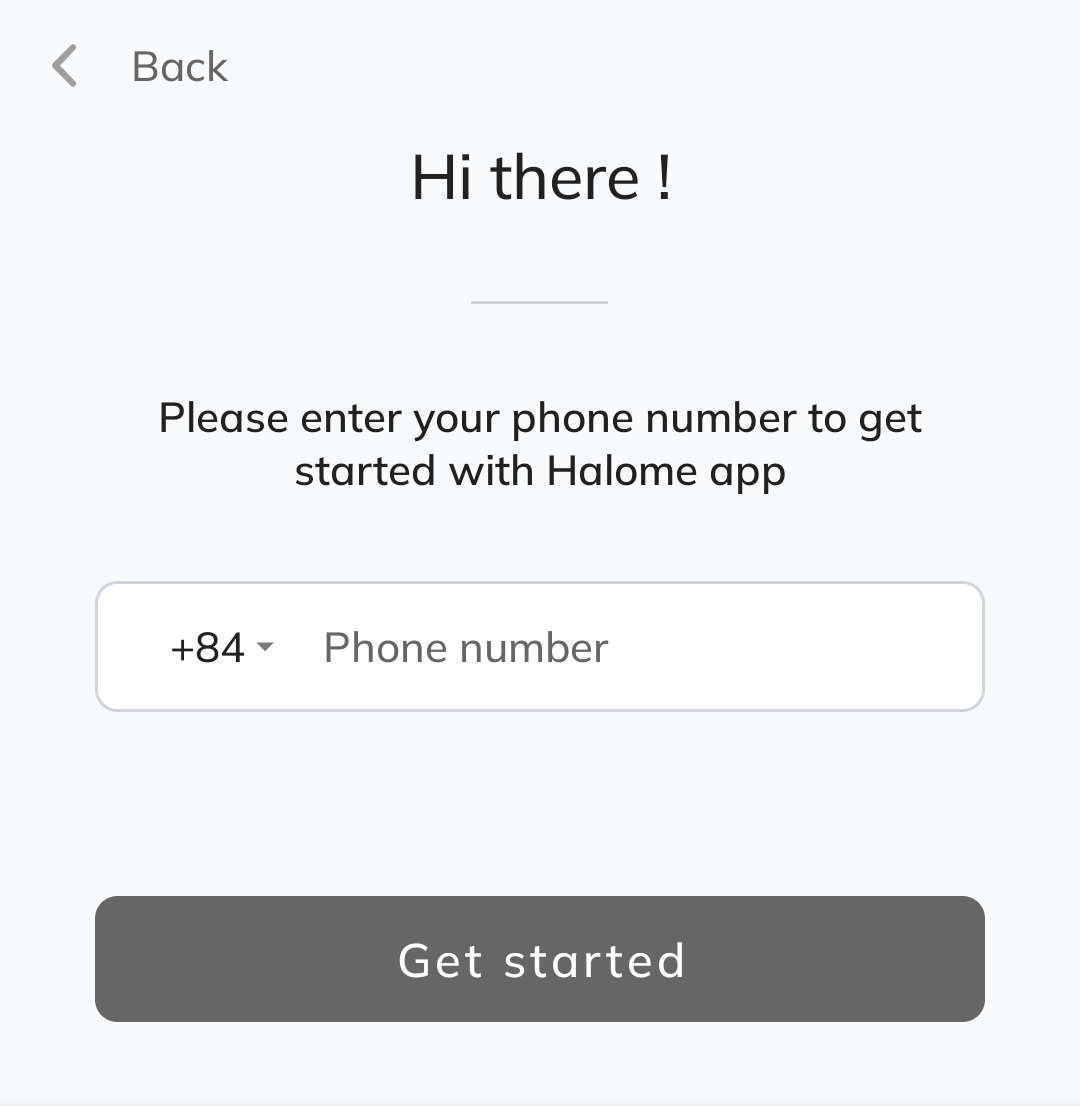 Back
Hi there !
Please enter your phone number to get
started with Halome app
+84 Phone number
Get started